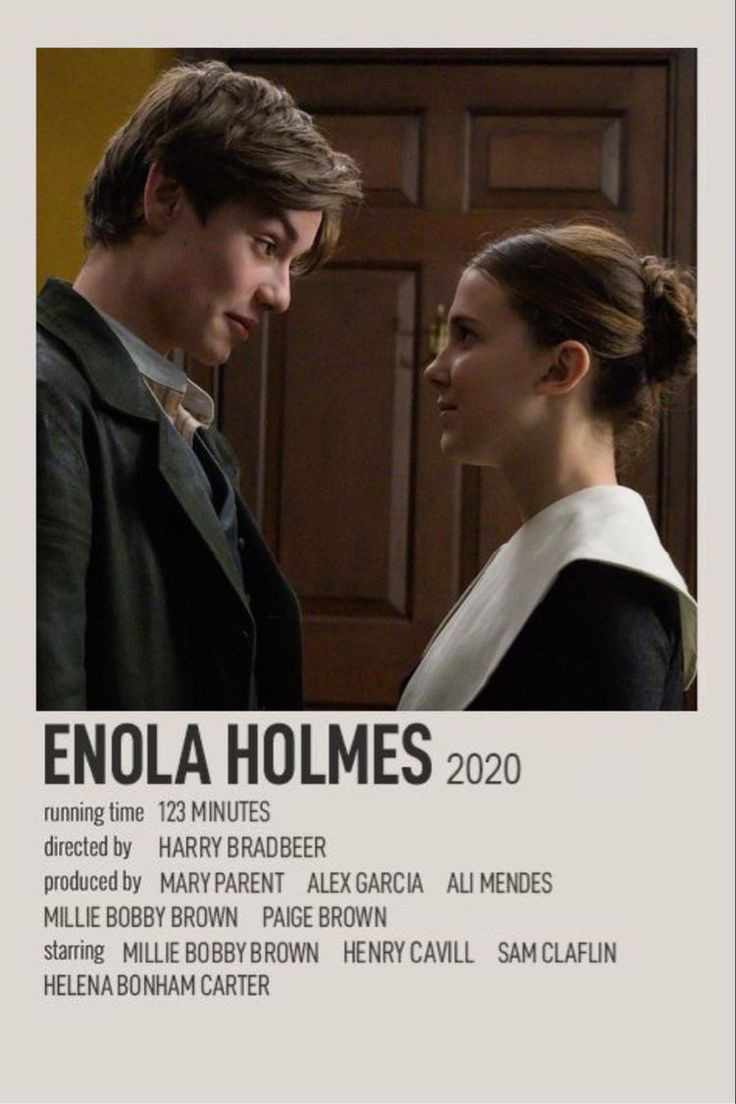 ENOLA HOLMES 2020
running time 123 MINUTES
directed by HARRY BRADBEER
produced by MARY PARENT ALEX GARCIA ALI MENDES
MILLIE BOBBY BROWN PAIGE BROWN
starring MILLIE BOBBY BROWN HENRY CAVILL SAM CLAFLIN
HELENA BONHAM CARTER